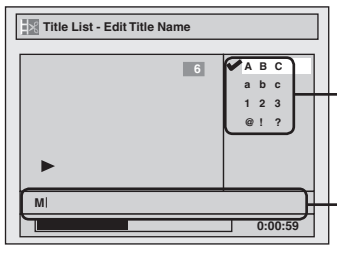 Title List - Edit Title Name
6
A B C
a b c
1 2 3
@ ! ?
M
0:00:59